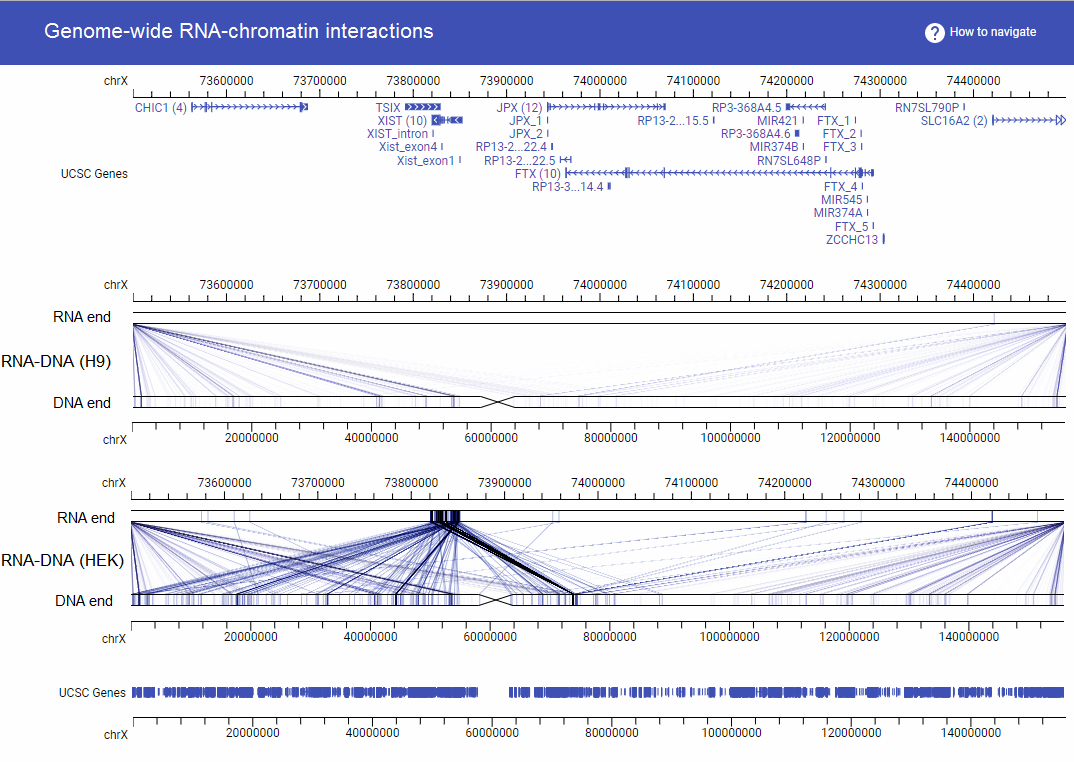 Genome-wide RNA-chromatin interactions
? How to navigate
chrX 73600000 73700000 73800000 73900000 74000000 74100000 74200000 74300000 74400000
CHIC1 (4) TSIX JPX (12) RP3-368A4.5 RN7SL790P
XIST (10) JPX_1 RP13-2...15.5 MIR421 FTX_1 SLC16A2 (2)
XIST_intron JPX_2 RP3-368A4.6 FTX_2
Xist_exon4 RP13-2...22.4 MIR374B FTX_3
Xist_exon1 RP13-2...22.5 RN7SL648P
UCSC Genes FTX (10)
RP13-3...14.4 FTX_4
MIR545
MIR374A
FTX_5
ZCCHC13
chrX 73600000 73700000 73800000 73900000 74000000 74100000 74200000 74300000 74400000
RNA end
RNA-DNA (H9)
DNA end
chrX 20000000 40000000 60000000 80000000 100000000 120000000 140000000
chrX 73600000 73700000 73800000 73900000 74000000 74100000 74200000 74300000 74400000
RNA end
RNA-DNA (HEK)
DNA end
chrX 20000000 40000000 60000000 80000000 100000000 120000000 140000000
UCSC Genes
chrX 20000000 40000000 60000000 80000000 100000000 120000000 140000000